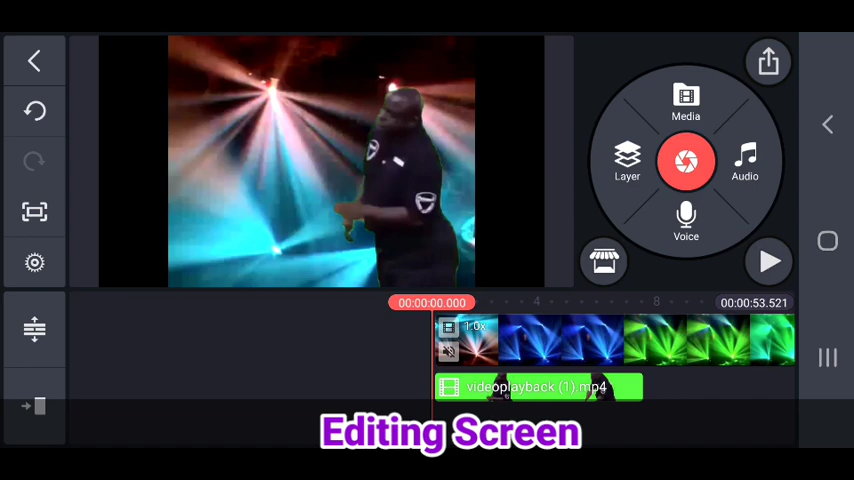 Media
Layer
Audio
Voice
00:00:00.000
4
8
00:00:53.521
1.0x
videoplayback (1).mp4
Editing Screen